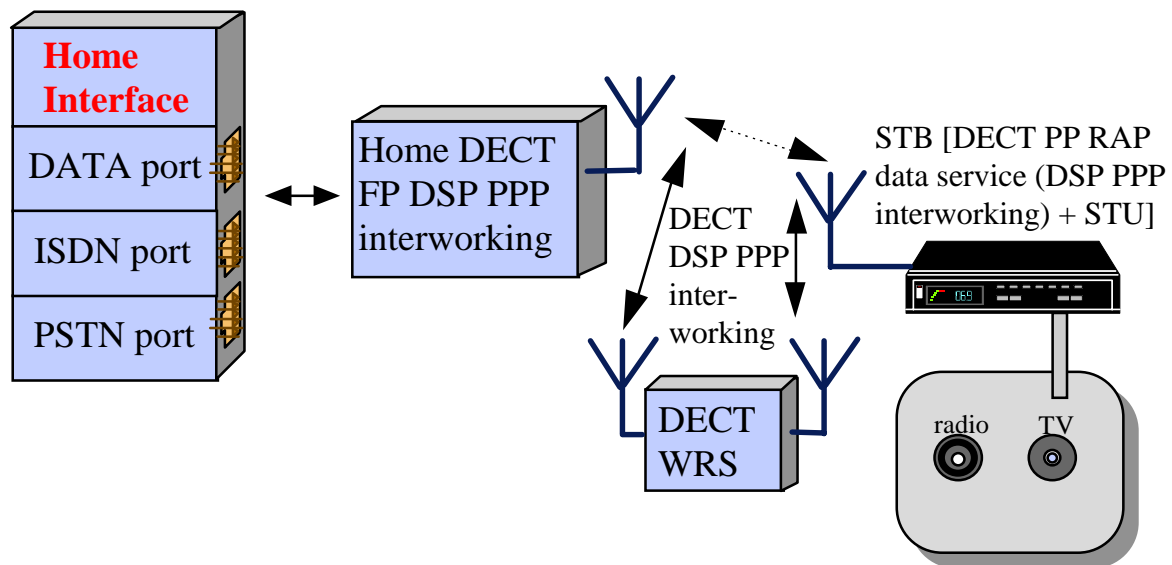 Home
Interface
DATA port
ISDN port
PSTN port
Home DECT
FP DSP PPP
interworking
DECT
DSP PPP
inter-
working
DECT
WRS
STB [DECT PP RAP
data service (DSP PPP
interworking) + STU]
069
radio
TV